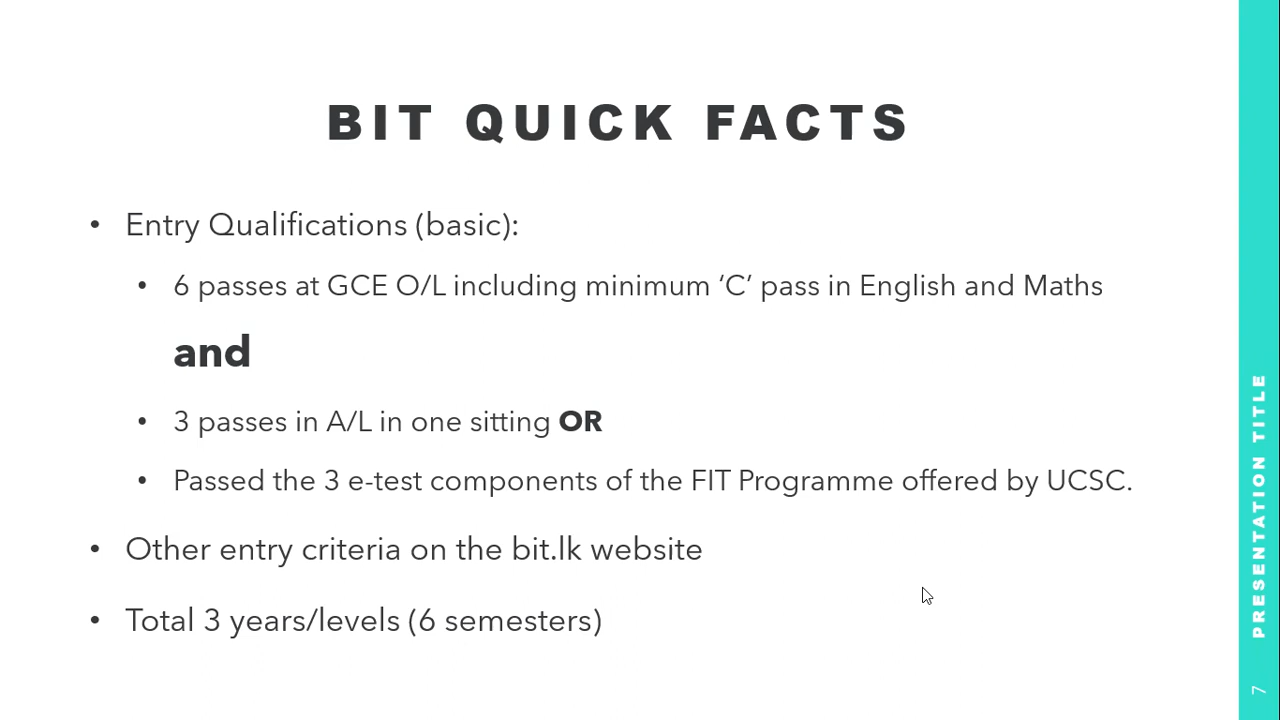 BIT QUICK FACTS
• Entry Qualifications (basic):
• 6 passes at GCE O/L including minimum ‘C’ pass in English and Maths
and
• 3 passes in A/L in one sitting OR
• Passed the 3 e-test components of the FIT Programme offered by UCSC.
• Other entry criteria on the bit.lk website
• Total 3 years/levels (6 semesters)
PRESENTATION TITLE
7